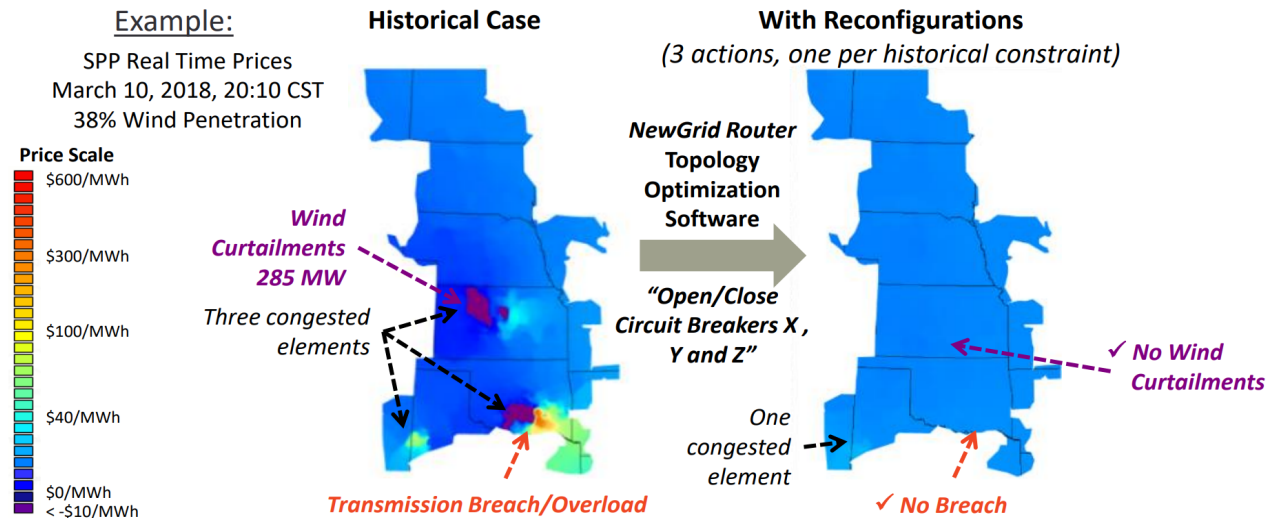 Example:
SPP Real Time Prices
March 10, 2018, 20:10 CST
38% Wind Penetration
Price Scale
$600/MWh
$300/MWh
$100/MWh
$40/MWh
$0/MWh
< -$10/MWh
Historical Case
Wind
Curtailments
285 MW
Three congested
elements
Transmission Breach/Overload
NewGrid Router
Topology
Optimization
Software
“Open/Close
Circuit Breakers X ,
Y and Z”
With Reconfigurations
(3 actions, one per historical constraint)
✓ No Wind
Curtailments
One
congested
element
✓ No Breach